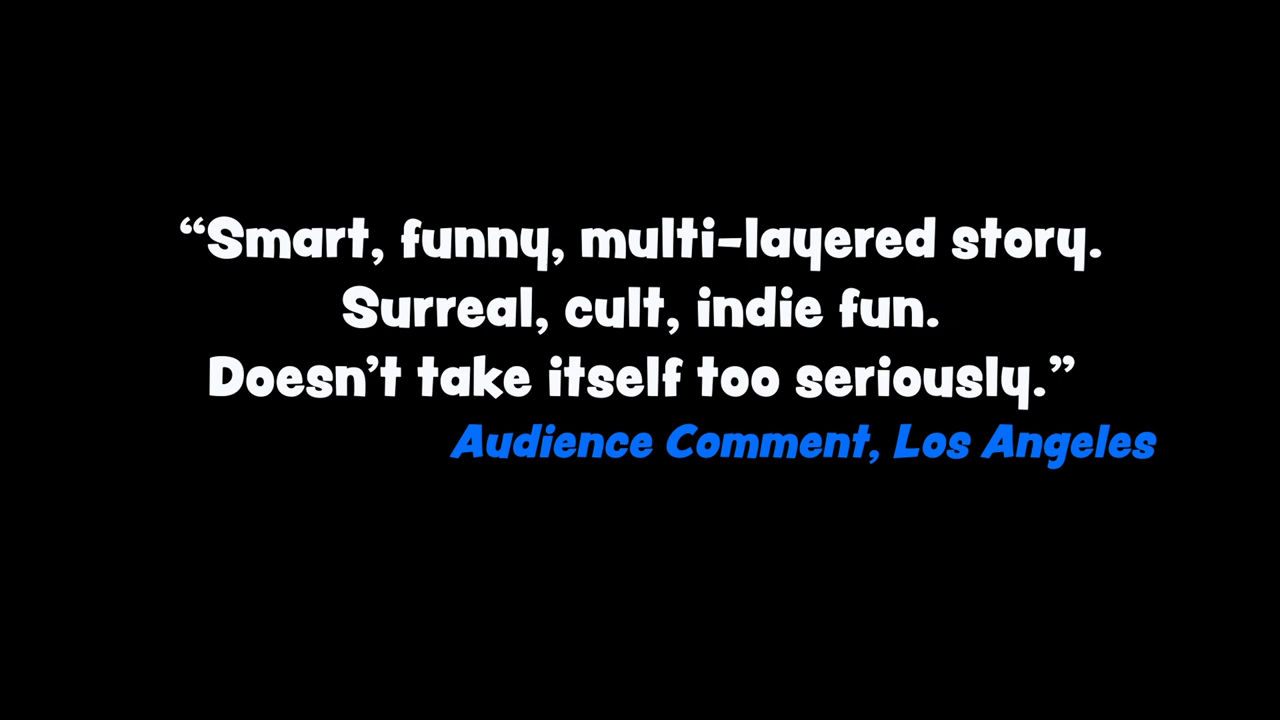 “Smart, funny, multi-layered story.
Surreal, cult, indie fun.
Doesn’t take itself too seriously.”
Audience Comment, Los Angeles